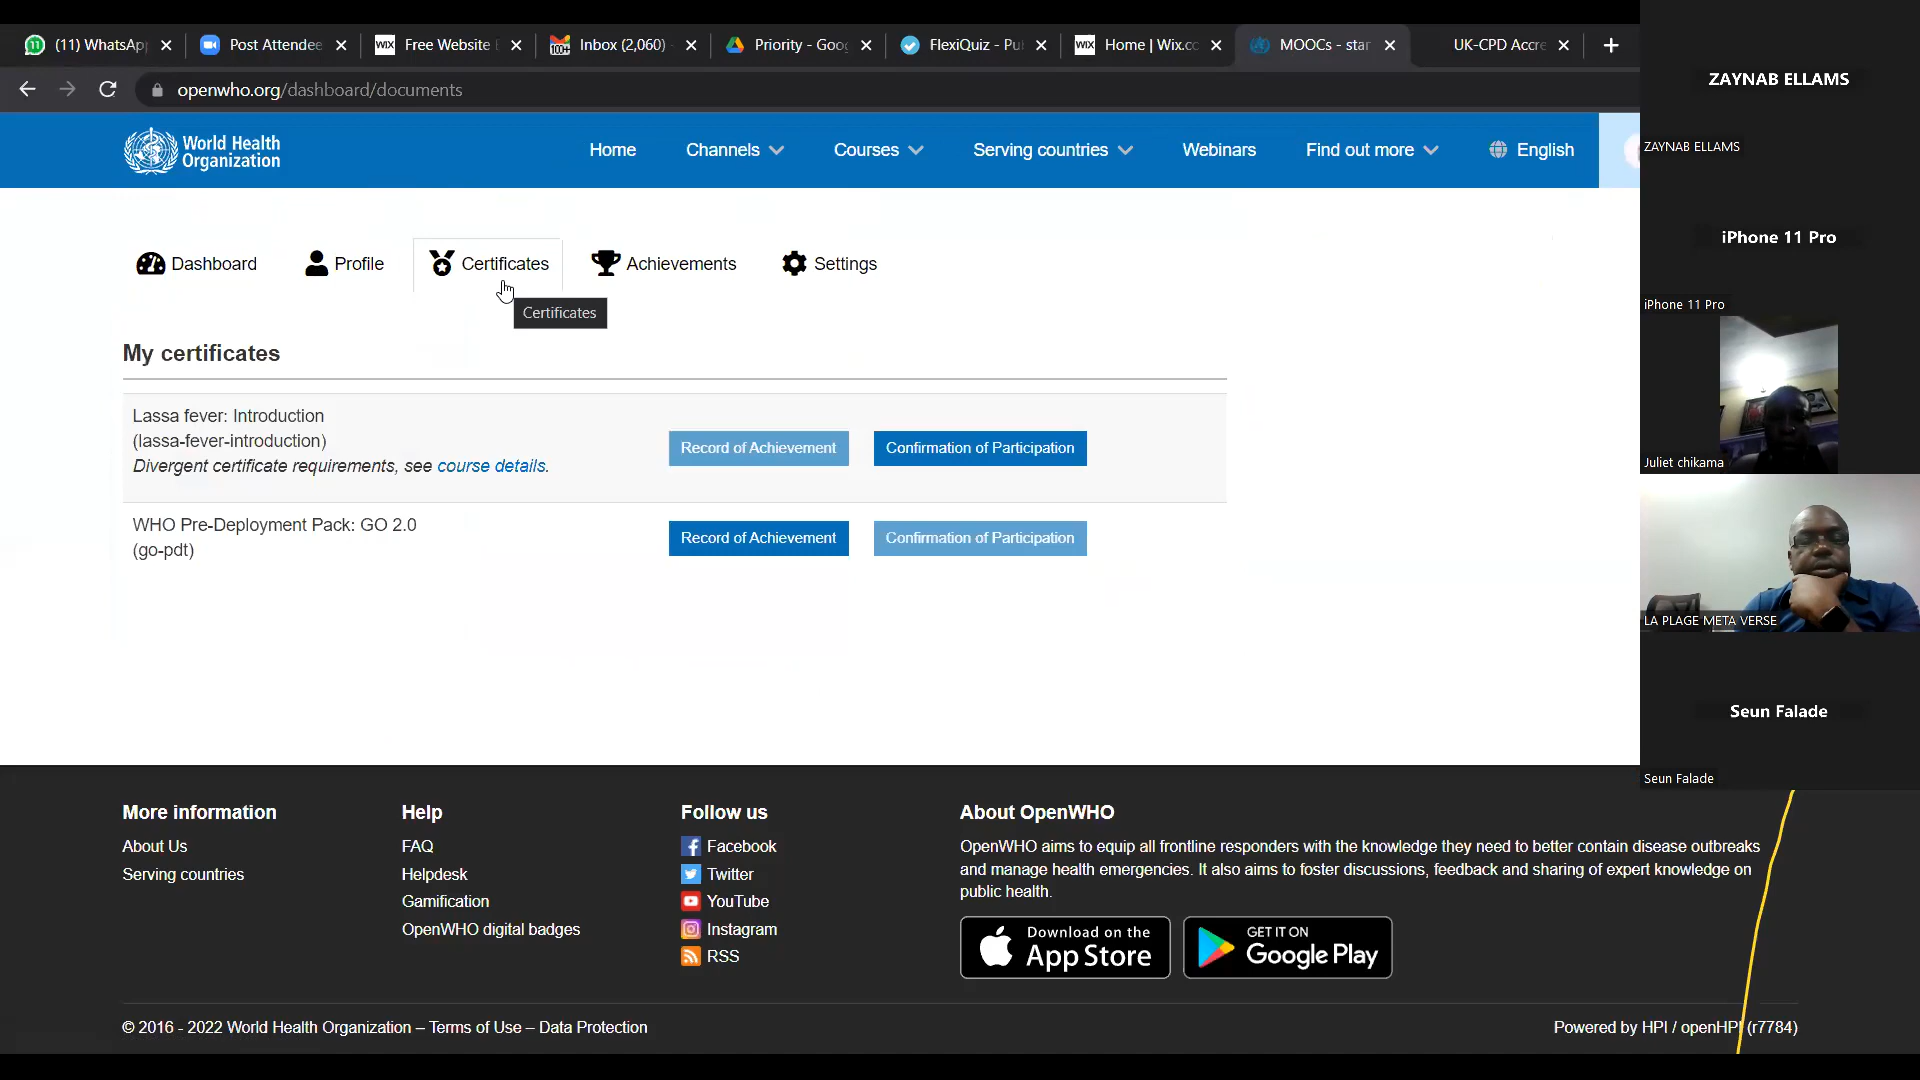 (11) WhatsAp
Post Attendee
WIX Free Website
100+ Inbox (2,060)
Priority - Goog
FlexiQuiz - Pu
WIX Home | Wix.co
MOOCs - star
UK-CPD Accre
openwho.org/dashboard/documents
World Health
Organization
Home
Channels
Courses
Serving countries
Webinars
Find out more
English
Dashboard
Profile
Certificates
Achievements
Settings
Certificates
My certificates
Lassa fever: Introduction
(lassa-fever-introduction)
Divergent certificate requirements, see course details.
Record of Achievement
Confirmation of Participation
WHO Pre-Deployment Pack: GO 2.0
(go-pdt)
Record of Achievement
Confirmation of Participation
ZAYNAB ELLAMS
ZAYNAB ELLAMS
iPhone 11 Pro
iPhone 11 Pro
Juliet chikama
LA PLAGE META VERSE
Seun Falade
Seun Falade
More information
About Us
Serving countries
Help
FAQ
Helpdesk
Gamification
OpenWHO digital badges
Follow us
Facebook
Twitter
YouTube
Instagram
RSS
About OpenWHO
OpenWHO aims to equip all frontline responders with the knowledge they need to better contain disease outbreaks
and manage health emergencies. It also aims to foster discussions, feedback and sharing of expert knowledge on
public health.
Download on the
App Store
GET IT ON
Google Play
© 2016 - 2022 World Health Organization – Terms of Use – Data Protection
Powered by HPI / openHPI (r7784)